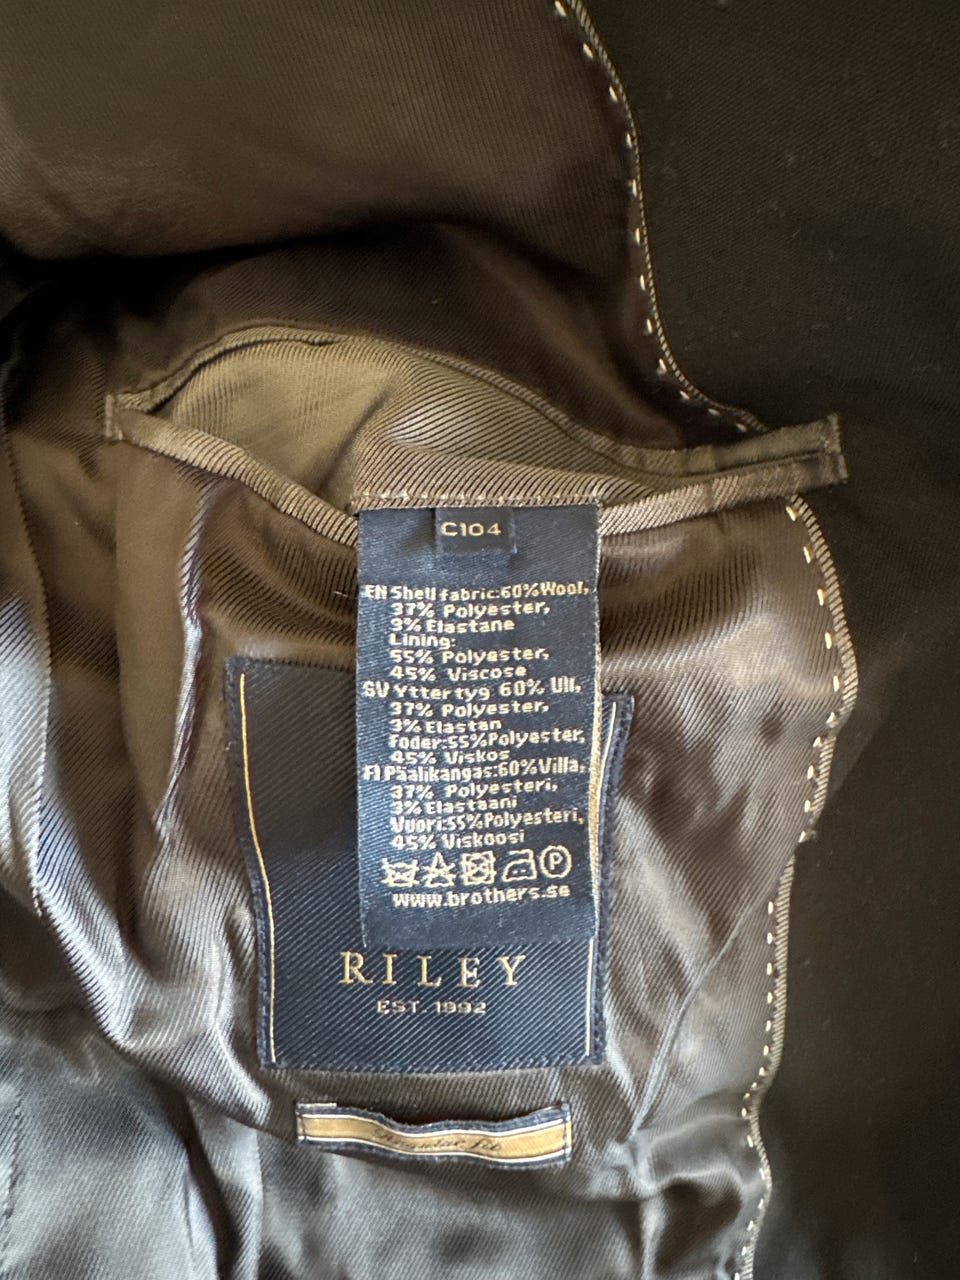 C104
EN Shell fabric:60%Wool,
37% Polyester,
3% Elastane
Lining:
55% Polyester,
45% Viscose
SV Yttertyg 60% Ull,
37% Polyester,
3% Elastan
Foder:55%Polyester,
45% Viskos
FI Päälikangas:60%Villa,
37% Polyesteri,
3% Elastaani
Vuori:55%Polyesteri,
45% Viskoosi
P
www.brothers.se
RILEY
EST. 1992
Regular fit